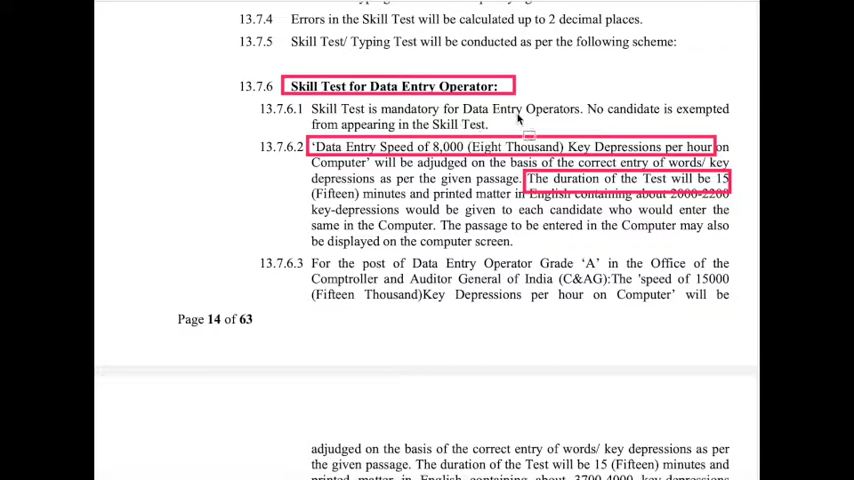 13.7.4 Errors in the Skill Test will be calculated up to 2 decimal places.
13.7.5 Skill Test/ Typing Test will be conducted as per the following scheme:
13.7.6 Skill Test for Data Entry Operator:
13.7.6.1 Skill Test is mandatory for Data Entry Operators. No candidate is exempted
from appearing in the Skill Test.
13.7.6.2 'Data Entry Speed of 8,000 (Eight Thousand) Key Depressions per hour on
Computer' will be adjudged on the basis of the correct entry of words/ key
depressions as per the given passage. The duration of the Test will be 15
(Fifteen) minutes and printed matter in English containing about 2000-2200
key-depressions would be given to each candidate who would enter the
same in the Computer. The passage to be entered in the Computer may also
be displayed on the computer screen.
13.7.6.3 For the post of Data Entry Operator Grade 'A' in the Office of the
Comptroller and Auditor General of India (C&AG):The 'speed of 15000
(Fifteen Thousand)Key Depressions per hour on Computer' will be
Page 14 of 63
adjudged on the basis of the correct entry of words/ key depressions as per
the given passage. The duration of the Test will be 15 (Fifteen) minutes and
printed matter in English containing about 3700-4000 key-depressions